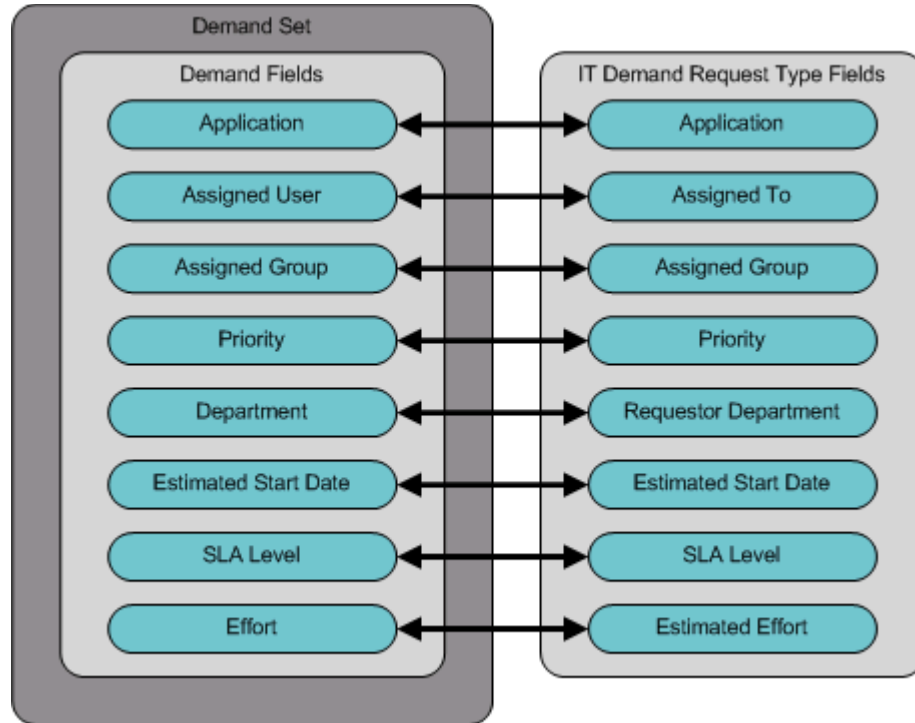 Demand Set
Demand Fields
IT Demand Request Type Fields
Application
Application
Assigned User
Assigned To
Assigned Group
Assigned Group
Priority
Priority
Department
Requestor Department
Estimated Start Date
Estimated Start Date
SLA Level
SLA Level
Effort
Estimated Effort